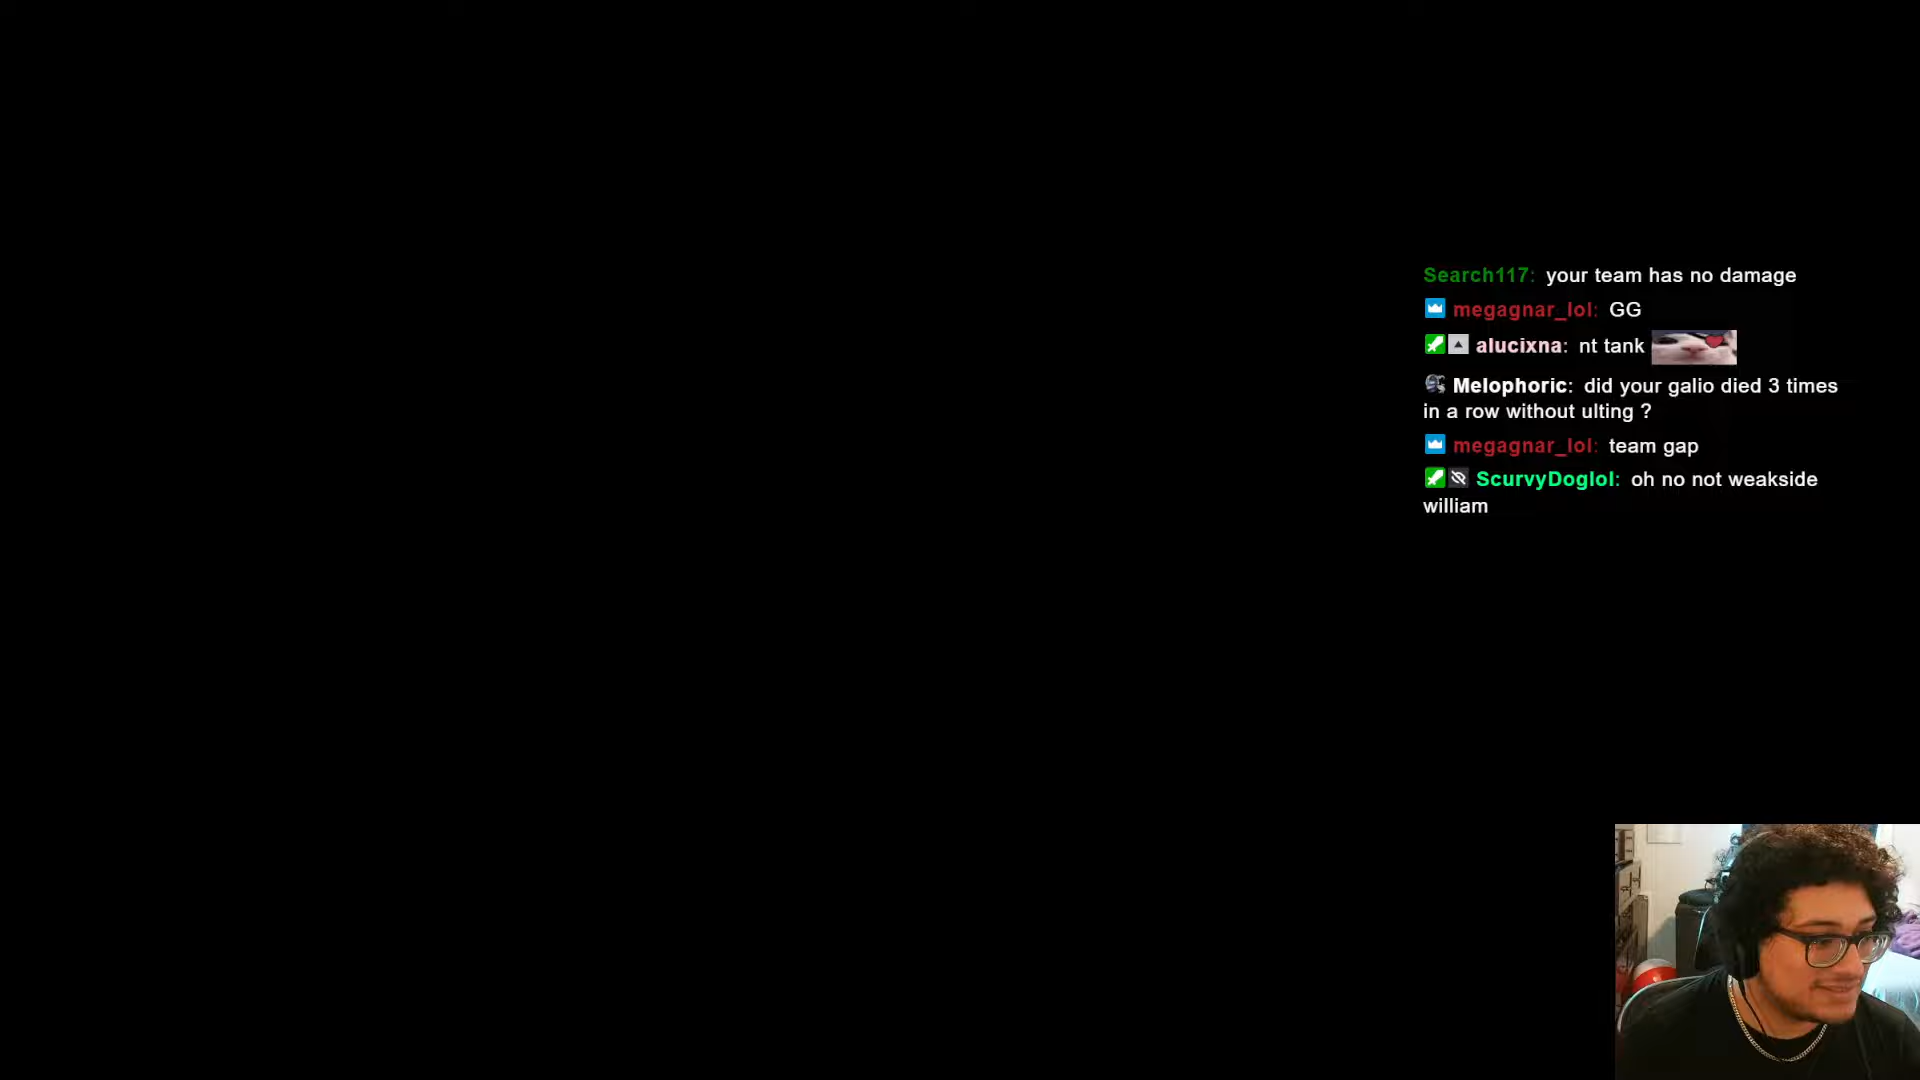 Search117: your team has no damage
megagnar_lol: GG
alucixna: nt tank
Melophoric: did your galio died 3 times
in a row without ulting ?
megagnar_lol: team gap
ScurvyDoglol: oh no not weakside
william